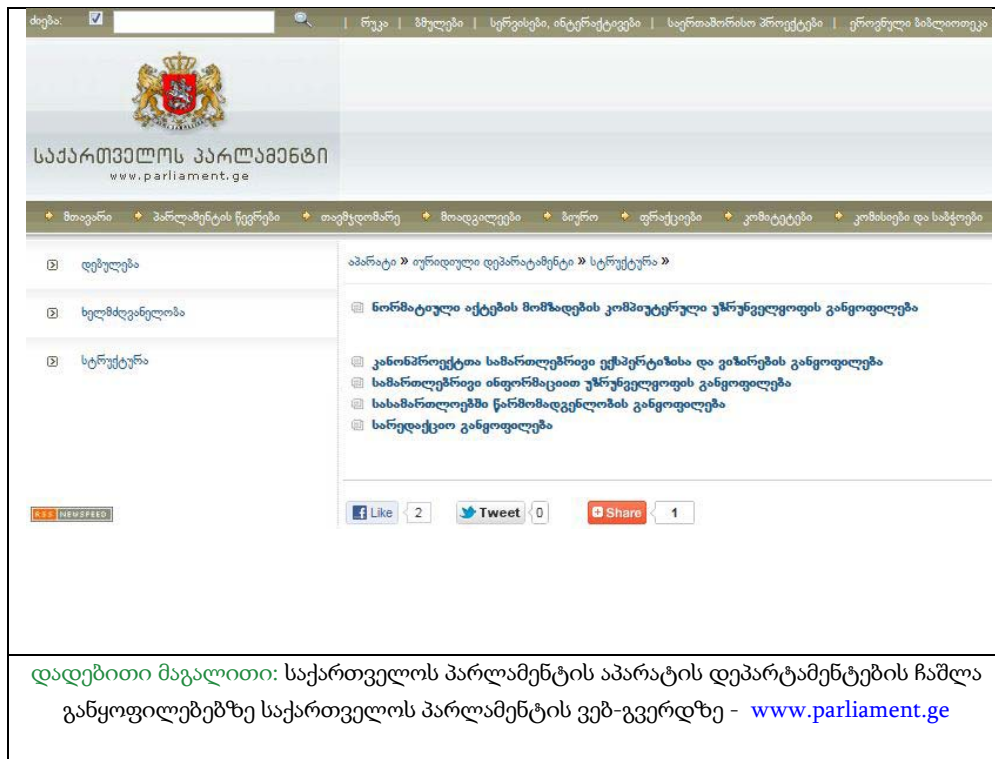 ძიება:
| რუკა | ბმულები | სერვისები, ინტერაქტივები | საერთაშორისო პროექტები | ეროვნული ბიბლიოთეკა
საქართველოს პარლამენტი
www.parliament.ge
მთავარი პარლამენტის წევრები თავმჯდომარე მოადგილეები ბიურო ფრაქციები კომიტეტები კომისიები და საბჭოები
დებულება
ხელმძღვანელობა
სტრუქტურა
აპარატი » იურიდიული დეპარატამენტი » სტრუქტურა »
ნორმატიული აქტების მომზადების კომპიუტერული უზრუნველყოფის განყოფილება
კანონპროექტთა სამართლებრივი ექსპერტიზისა და ვიზირების განყოფილება
სამართლებრივი ინფორმაციით უზრუნველყოფის განყოფილება
სასამართლოებში წარმომადგენლობის განყოფილება
სარედაქციო განყოფილება
RSS NEWSFEED
Like 2 Tweet 0 Share 1
დადებითი მაგალითი: საქართველოს პარლამენტის აპარატის დეპარტამენტების ჩაშლა
განყოფილებებზე საქართველოს პარლამენტის ვებ-გვერდზე - www.parliament.ge